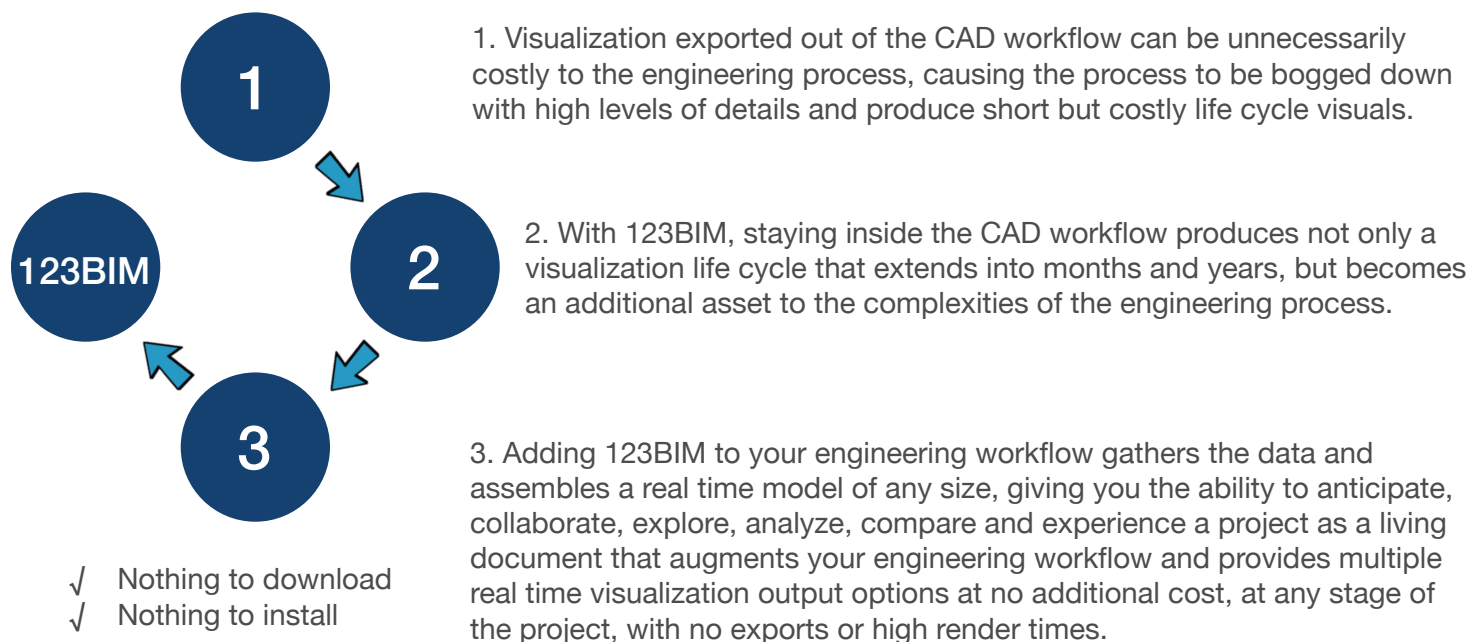 1
1. Visualization exported out of the CAD workflow can be unnecessarily
costly to the engineering process, causing the process to be bogged down
with high levels of details and produce short but costly life cycle visuals.
123BIM
2
2. With 123BIM, staying inside the CAD workflow produces not only a
visualization life cycle that extends into months and years, but becomes
an additional asset to the complexities of the engineering process.
3
3. Adding 123BIM to your engineering workflow gathers the data and
assembles a real time model of any size, giving you the ability to anticipate,
collaborate, explore, analyze, compare and experience a project as a living
document that augments your engineering workflow and provides multiple
real time visualization output options at no additional cost, at any stage of
the project, with no exports or high render times.
√ Nothing to download
√ Nothing to install